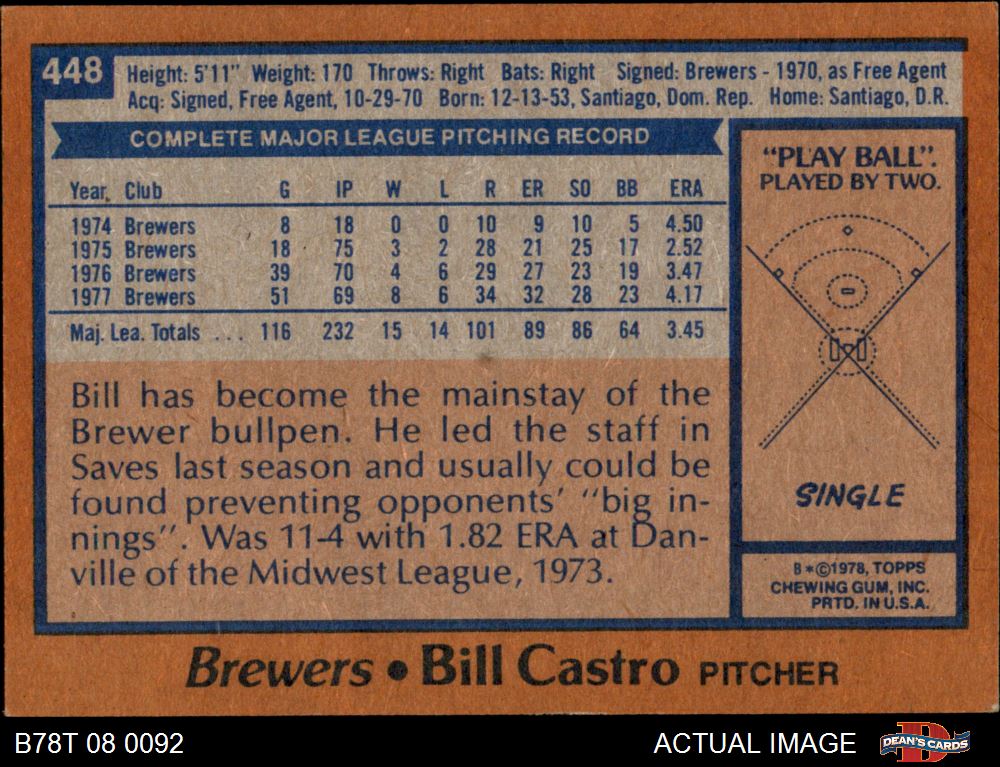 448
Height: 5'11" Weight: 170 Throws: Right Bats: Right Signed: Brewers - 1970, as Free Agent
Acq: Signed, Free Agent, 10-29-70 Born: 12-13-53, Santiago, Dom. Rep. Home: Santiago, D.R.
COMPLETE MAJOR LEAGUE PITCHING RECORD
Year Club G IP W L R ER SO BB ERA
1974 Brewers 8 18 0 0 10 9 10 5 4.50
1975 Brewers 18 75 3 2 28 21 25 17 2.52
1976 Brewers 39 70 4 6 29 27 23 19 3.47
1977 Brewers 51 69 8 6 34 32 28 23 4.17
Maj. Lea. Totals ... 116 232 15 14 101 89 86 64 3.45
Bill has become the mainstay of the
Brewer bullpen. He led the staff in
Saves last season and usually could be
found preventing opponents' "big in-
nings". Was 11-4 with 1.82 ERA at Dan-
ville of the Midwest League, 1973.
"PLAY BALL".
PLAYED BY TWO.
SINGLE
B*©1978, TOPPS
CHEWING GUM, INC.
PRTD. IN U.S.A.
Brewers • Bill Castro PITCHER
B78T 08 0092
ACTUAL IMAGE
D
DEAN'S CARDS